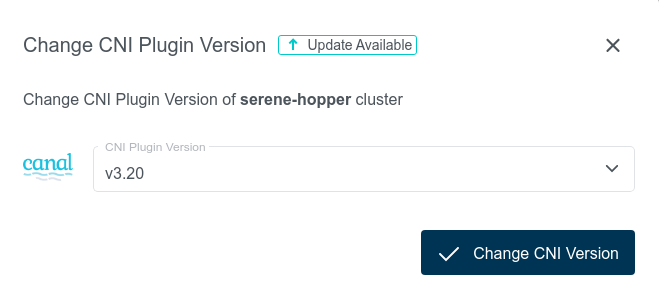 Change CNI Plugin Version
Update Available
Change CNI Plugin Version of serene-hopper cluster
canal
CNI Plugin Version
v3.20
Change CNI Version